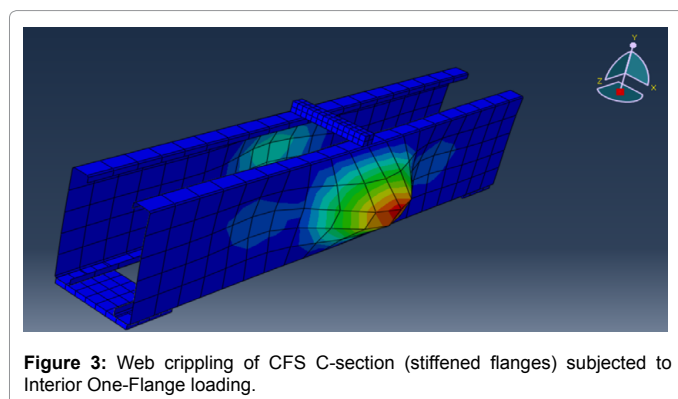 Y
Z
X
Figure 3: Web crippling of CFS C-section (stiffened flanges) subjected to
Interior One-Flange loading.